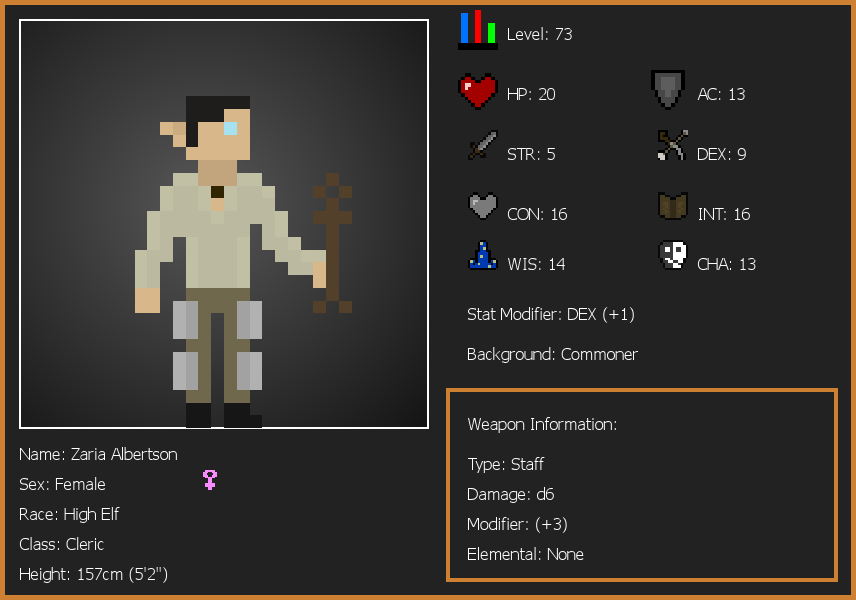 Level: 73
HP: 20
AC: 13
STR: 5
DEX: 9
CON: 16
INT: 16
WIS: 14
CHA: 13
Stat Modifier: DEX (+1)
Background: Commoner
Weapon Information:
Type: Staff
Damage: d6
Modifier: (+3)
Elemental: None
Name: Zaria Albertson
Sex: Female
Race: High Elf
Class: Cleric
Height: 157cm (5'2")